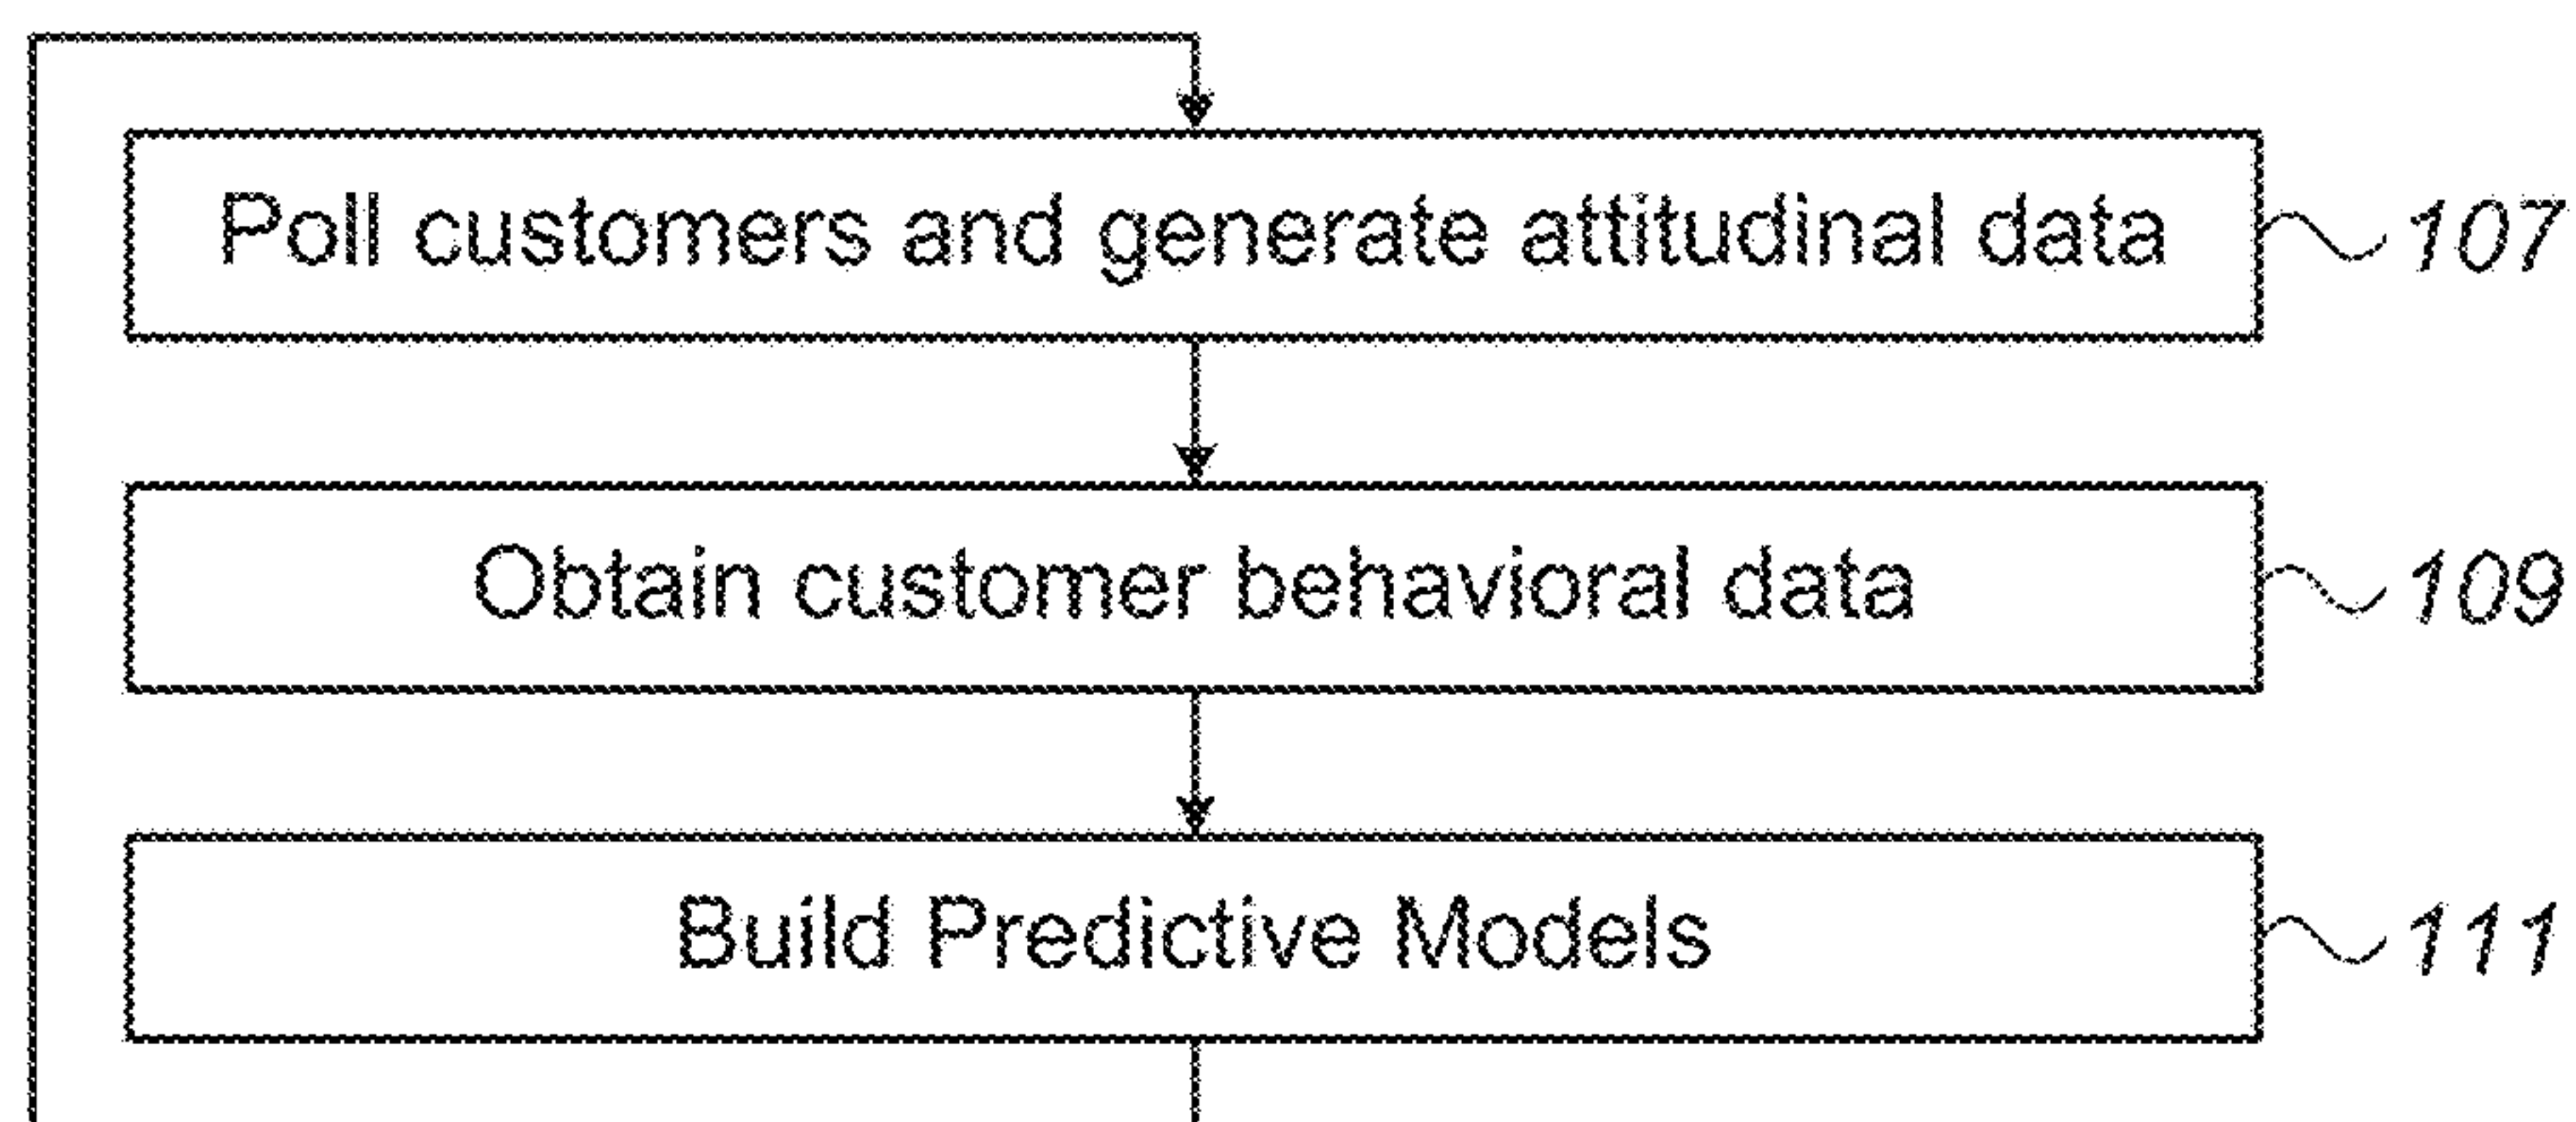 Poll customers and generate attitudinal data 107
Obtain customer behavioral data 109
Build Predictive Models 111